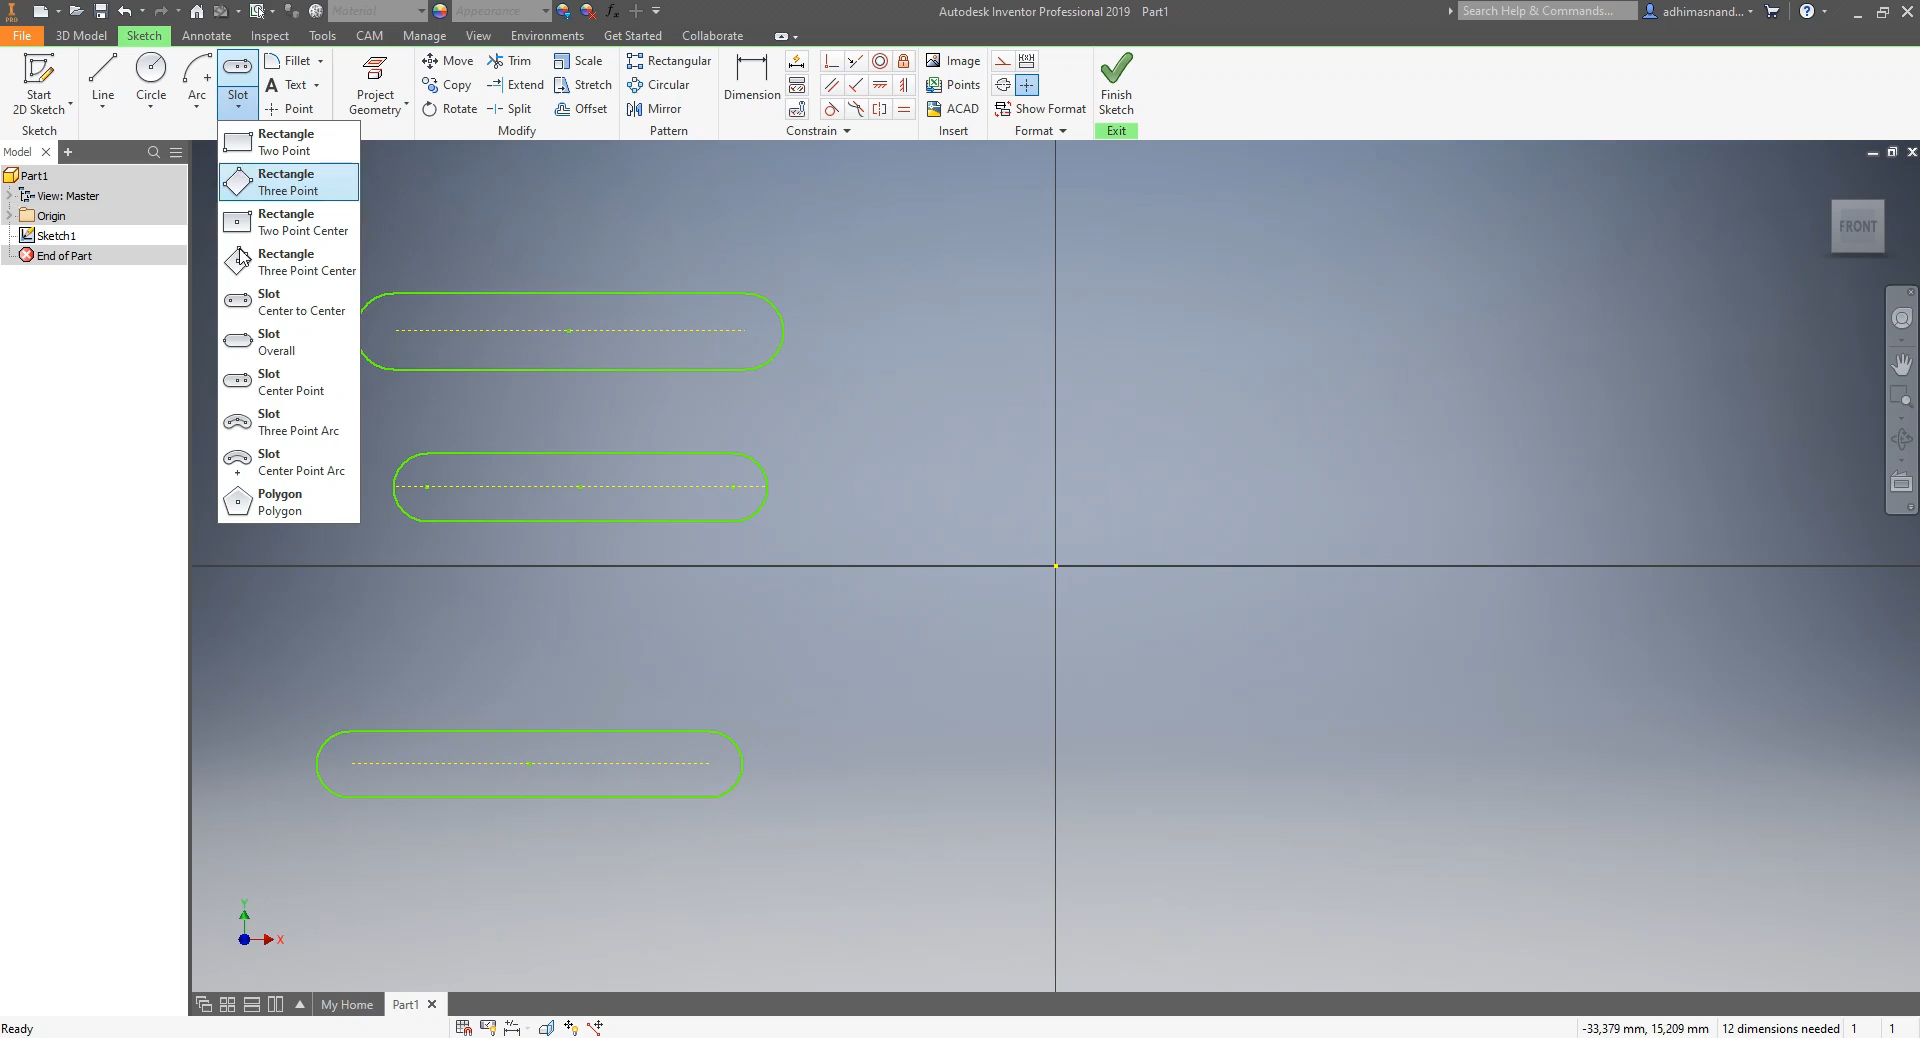 PRO
Material
Appearance
fx
Autodesk Inventor Professional 2019 Part1
Search Help & Commands...
adhimasnand...
File
3D Model
Sketch
Annotate
Inspect
Tools
CAM
Manage
View
Environments
Get Started
Collaborate
Start
2D Sketch
Line
Circle
Arc
Slot
Fillet
Text
Point
Project
Geometry
Move
Copy
Rotate
Trim
Extend
Split
Scale
Stretch
Offset
Rectangular
Circular
Mirror
Dimension
Image
Points
ACAD
Show Format
Finish
Sketch
Sketch
Modify
Pattern
Constrain
Insert
Format
Exit
Model
Part1
View: Master
Origin
Sketch1
End of Part
Rectangle
Two Point
Rectangle
Three Point
Rectangle
Two Point Center
Rectangle
Three Point Center
Slot
Center to Center
Slot
Overall
Slot
Center Point
Slot
Three Point Arc
Slot
Center Point Arc
Polygon
Polygon
FRONT
Y
X
My Home
Part1
Ready
-33,379 mm, 15,209 mm
12 dimensions needed
1
1